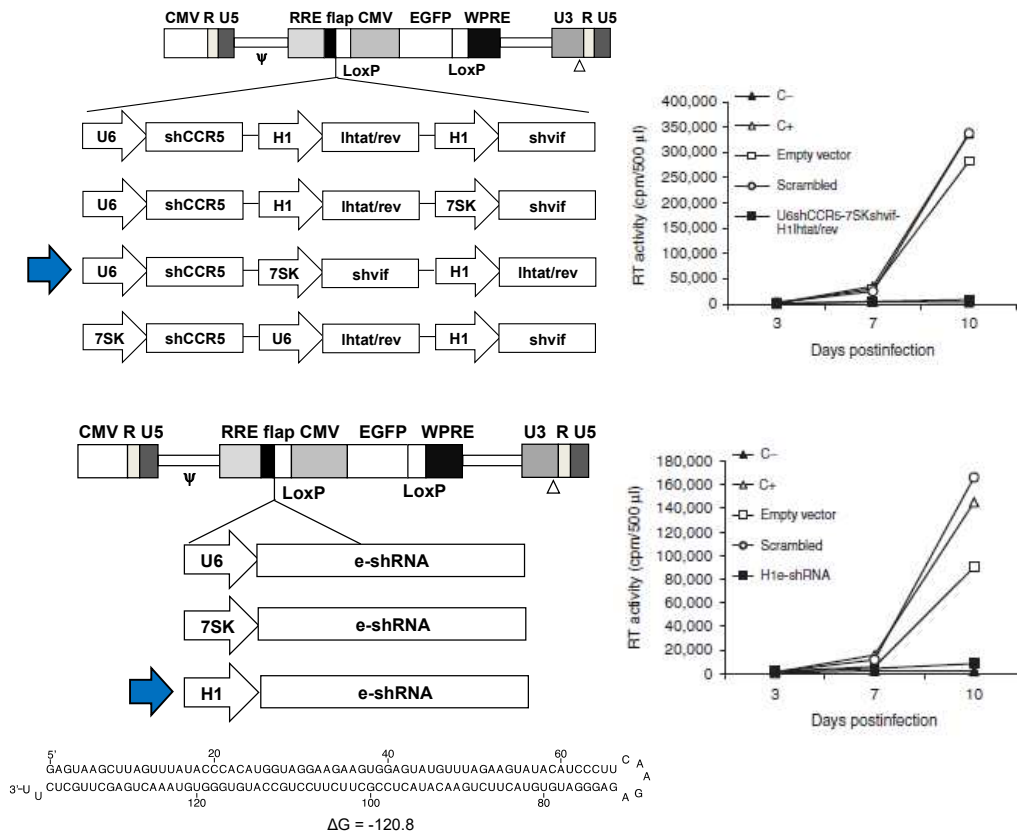 CMV R U5 RRE flap CMV EGFP WPRE U3 R U5
Ψ LoxP LoxP
U6 shCCR5 H1 lhtat/rev H1 shvif
U6 shCCR5 H1 lhtat/rev 7SK shvif
U6 shCCR5 7SK shvif H1 lhtat/rev
7SK shCCR5 U6 lhtat/rev H1 shvif
RT activity (cpm/500 µl)
400,000
350,000
300,000
250,000
200,000
150,000
100,000
50,000
0
C–
C+
Empty vector
Scrambled
U6shCCR5-7SKshvif-
H1lhtat/rev
3 7 10
Days postinfection
CMV R U5 RRE flap CMV EGFP WPRE U3 R U5
Ψ LoxP LoxP
U6 e-shRNA
7SK e-shRNA
H1 e-shRNA
RT activity (cpm/500 µl)
180,000
160,000
140,000
120,000
100,000
80,000
60,000
40,000
20,000
0
C–
C+
Empty vector
Scrambled
H1e-shRNA
3 7 10
Days postinfection
5' 20 40 60
GAGUAAGCUUAGUUUAUACCCACAUGGUAGGAAGAAGUGGAGUAUGUUUAGAAGUAUACAUCCCUU C A A G A
3'–U U CUCGUUCGAGUCAAAUGUGGGUGUACCGUCCUUCUUCGCCUCAUACAAGUCUUCAUGUGUAGGGAG
120 100 80
ΔG = -120.8